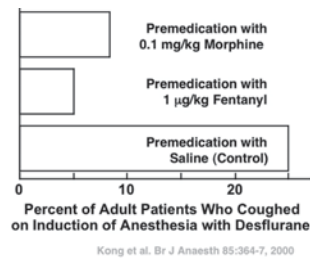 Premedication with
0.1 mg/kg Morphine
Premedication with
1 µg/kg Fentanyl
Premedication with
Saline (Control)
0 10 20
Percent of Adult Patients Who Coughed
on Induction of Anesthesia with Desflurane
Kong et al. Br J Anaesth 85:364-7, 2000